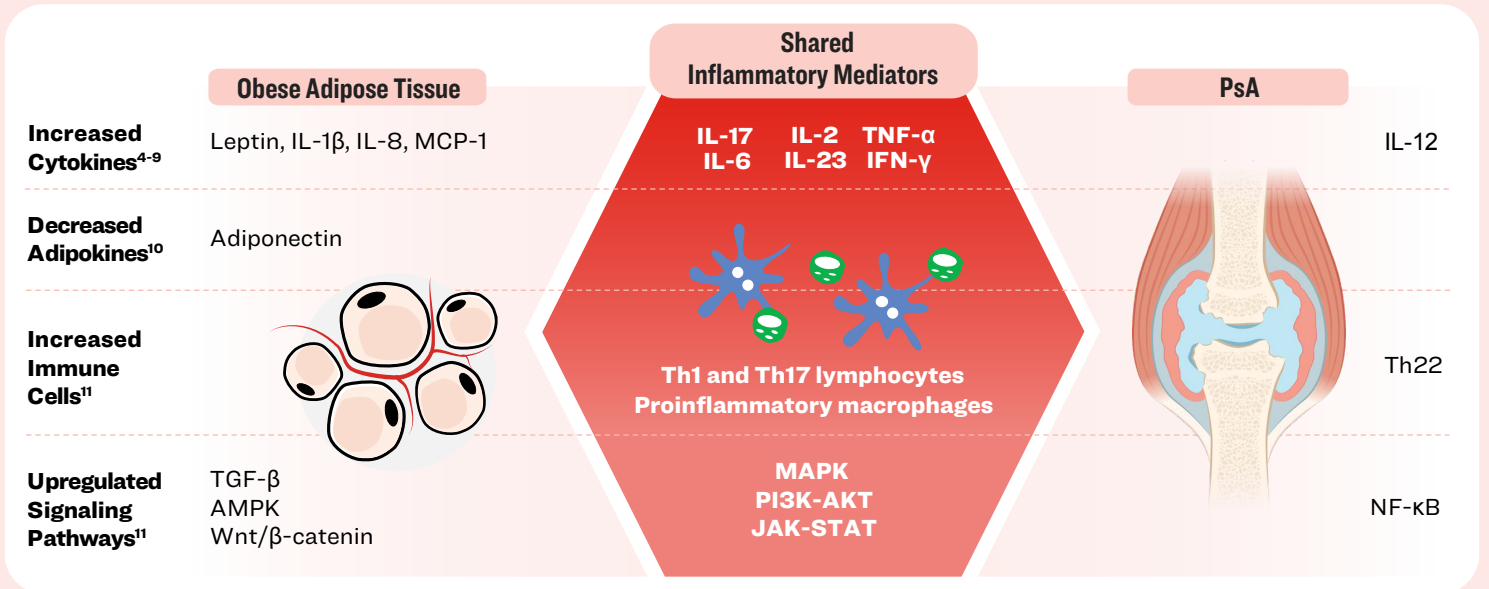 Shared
Inflammatory Mediators
Obese Adipose Tissue
PsA
Increased
Cytokines⁴⁻⁹
Leptin, IL-1β, IL-8, MCP-1
IL-17 IL-2 TNF-α
IL-6 IL-23 IFN-γ
IL-12
Decreased
Adipokines¹⁰
Adiponectin
Increased
Immune
Cells¹¹
Th1 and Th17 lymphocytes
Proinflammatory macrophages
Th22
Upregulated
Signaling
Pathways¹¹
TGF-β
AMPK
Wnt/β-catenin
MAPK
PI3K-AKT
JAK-STAT
NF-κB